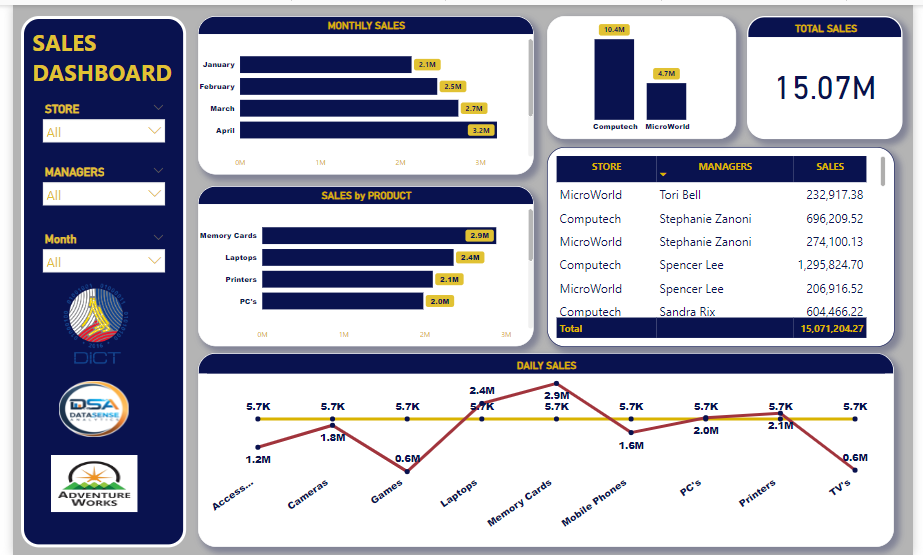 SALES
DASHBOARD
STORE
All
MANAGERS
All
Month
All
2016
DICT
DSA
DATASENSE
ANALYTICS
ADVENTURE
WORKS
MONTHLY SALES
January
2.1M
February
2.5M
March
2.7M
April
3.2M
0M 1M 2M 3M
SALES by PRODUCT
Memory Cards
2.9M
Laptops
2.4M
Printers
2.1M
PC's
2.0M
0M 1M 2M 3M
10.4M
4.7M
Computech MicroWorld
TOTAL SALES
15.07M
STORE MANAGERS SALES
MicroWorld Tori Bell 232,917.38
Computech Stephanie Zanoni 696,209.52
MicroWorld Stephanie Zanoni 274,100.13
Computech Spencer Lee 1,295,824.70
MicroWorld Spencer Lee 206,916.52
Computech Sandra Rix 604,466.22
Total 15,071,204.27
DAILY SALES
5.7K 5.7K 5.7K 5.7K 5.7K 5.7K 5.7K 5.7K 5.7K
1.2M 1.8M 0.6M 2.4M 2.9M 1.6M 2.0M 2.1M 0.6M
Access... Cameras Games Laptops Memory Cards Mobile Phones PC's Printers TV's